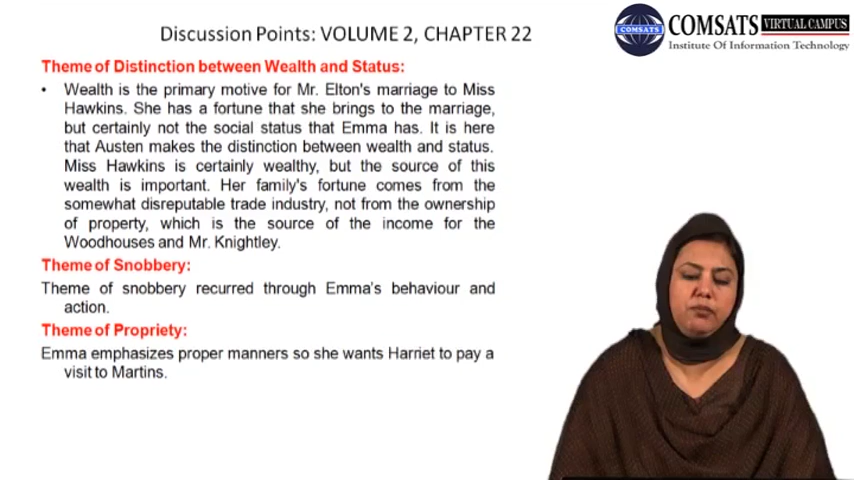 Discussion Points: VOLUME 2, CHAPTER 22
COMSATS
COMSATS VIRTUAL CAMPUS
Institute Of Information Technology
Theme of Distinction between Wealth and Status:
• Wealth is the primary motive for Mr. Elton's marriage to Miss
Hawkins. She has a fortune that she brings to the marriage,
but certainly not the social status that Emma has. It is here
that Austen makes the distinction between wealth and status.
Miss Hawkins is certainly wealthy, but the source of this
wealth is important. Her family's fortune comes from the
somewhat disreputable trade industry, not from the ownership
of property, which is the source of the income for the
Woodhouses and Mr. Knightley.
Theme of Snobbery:
Theme of snobbery recurred through Emma's behaviour and
action.
Theme of Propriety:
Emma emphasizes proper manners so she wants Harriet to pay a
visit to Martins.